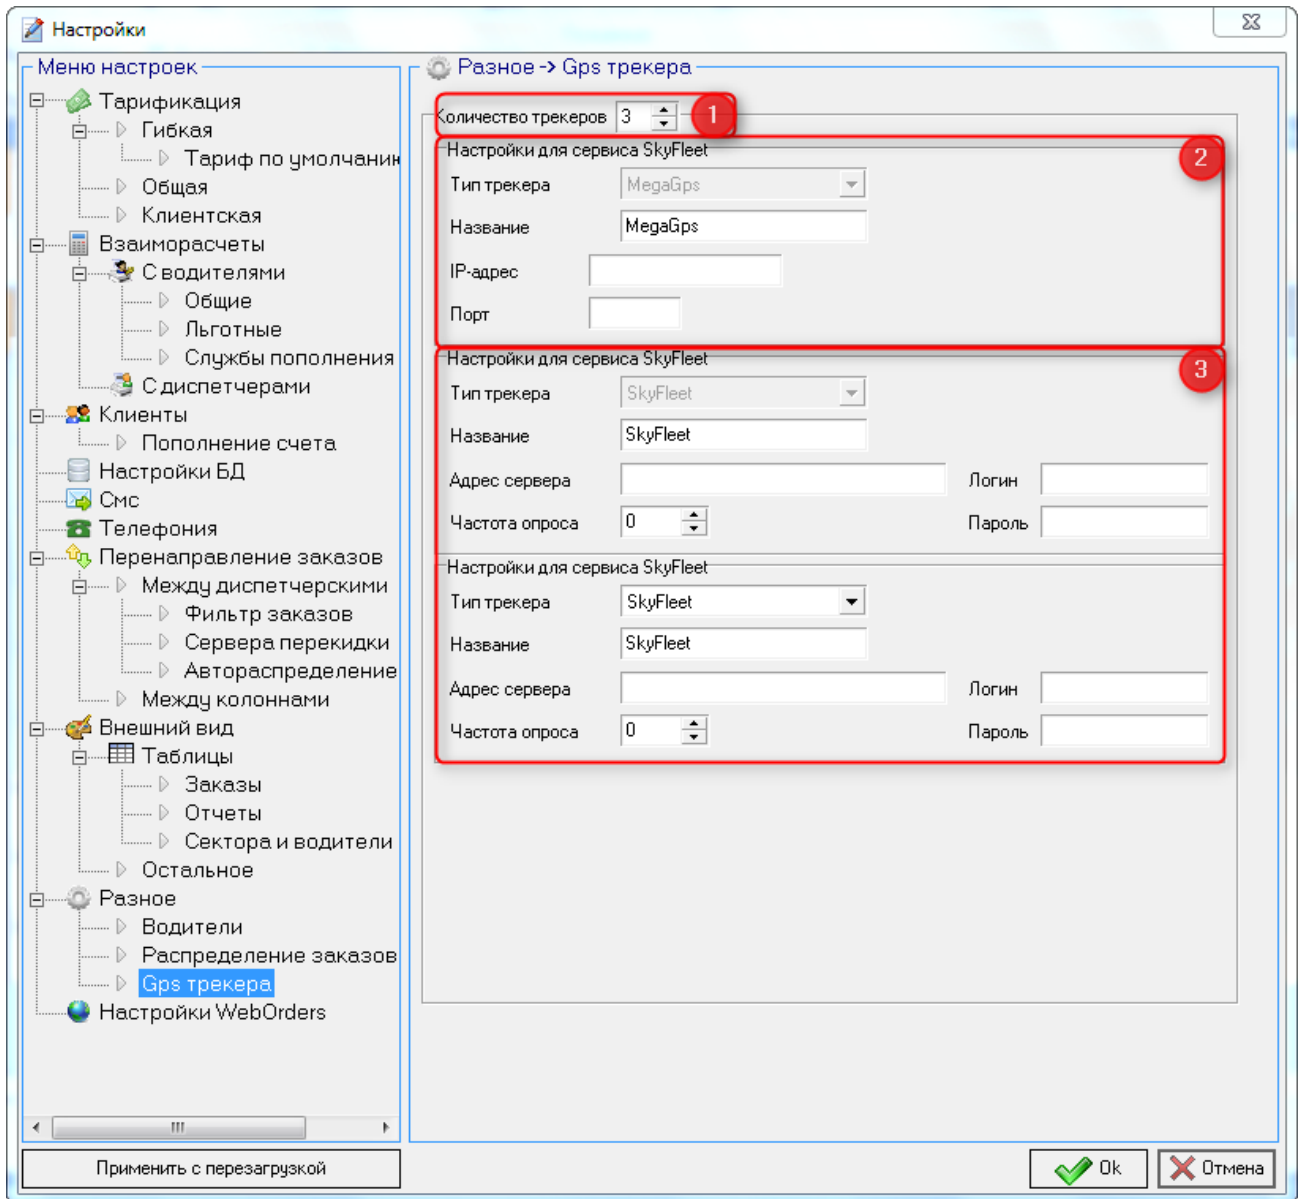 Настройки
Меню настроек
Тарификация
Гибкая
Тариф по умолчанию
Общая
Клиентская
Взаиморасчеты
С водителями
Общие
Льготные
Службы пополнения
С диспетчерами
Клиенты
Пополнение счета
Настройки БД
Смс
Телефония
Перенаправление заказов
Между диспетчерскими
Фильтр заказов
Сервера перекидки
Автораспределение
Между колоннами
Внешний вид
Таблицы
Заказы
Отчеты
Сектора и водители
Остальное
Разное
Водители
Распределение заказов
Gps трекера
Настройки WebOrders
Применить с перезагрузкой
Разное -> Gps трекера
Количество трекеров 3 1
Настройки для сервиса SkyFleet 2
Тип трекера MegaGps
Название MegaGps
IP-адрес
Порт
Настройки для сервиса SkyFleet 3
Тип трекера SkyFleet
Название SkyFleet
Адрес сервера Логин
Частота опроса 0 Пароль
Настройки для сервиса SkyFleet
Тип трекера SkyFleet
Название SkyFleet
Адрес сервера Логин
Частота опроса 0 Пароль
Ok Отмена